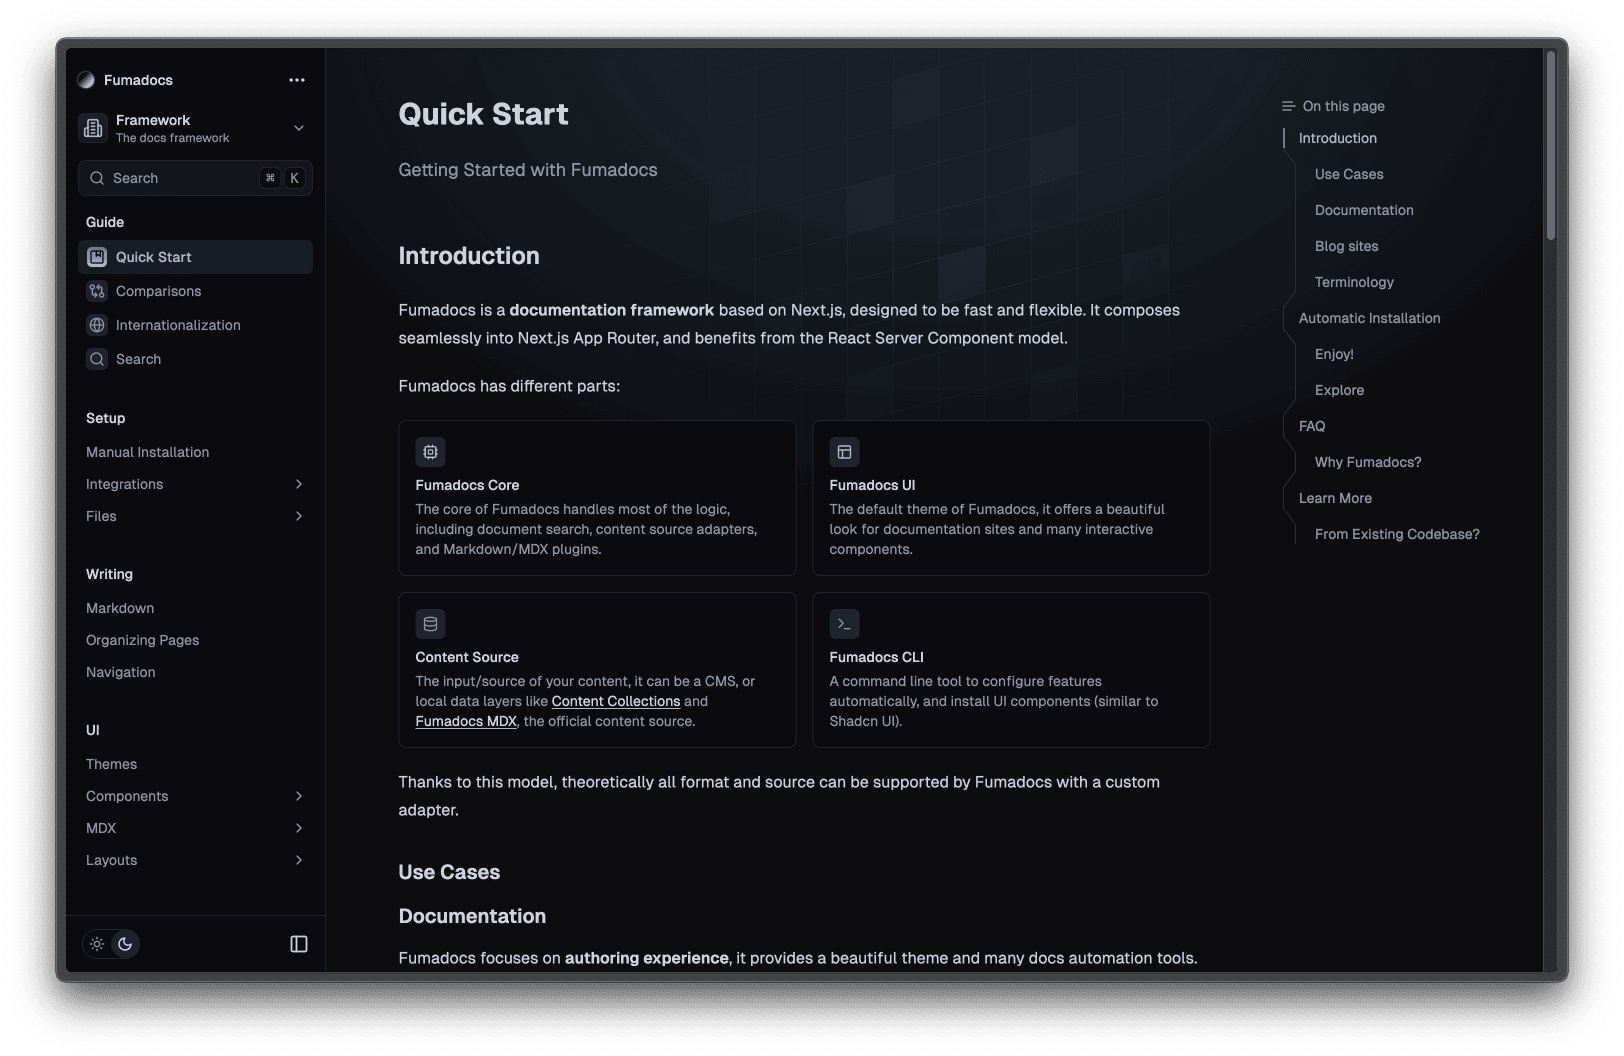 Fumadocs
Framework
The docs framework
Search ⌘ K
Guide
Quick Start
Comparisons
Internationalization
Search
Setup
Manual Installation
Integrations
Files
Writing
Markdown
Organizing Pages
Navigation
UI
Themes
Components
MDX
Layouts
Quick Start
Getting Started with Fumadocs
Introduction
Fumadocs is a documentation framework based on Next.js, designed to be fast and flexible. It composes
seamlessly into Next.js App Router, and benefits from the React Server Component model.
Fumadocs has different parts:
Fumadocs Core
The core of Fumadocs handles most of the logic,
including document search, content source adapters,
and Markdown/MDX plugins.
Fumadocs UI
The default theme of Fumadocs, it offers a beautiful
look for documentation sites and many interactive
components.
Content Source
The input/source of your content, it can be a CMS, or
local data layers like Content Collections and
Fumadocs MDX, the official content source.
Fumadocs CLI
A command line tool to configure features
automatically, and install UI components (similar to
Shadcn UI).
Thanks to this model, theoretically all format and source can be supported by Fumadocs with a custom
adapter.
Use Cases
Documentation
Fumadocs focuses on authoring experience, it provides a beautiful theme and many docs automation tools.
On this page
Introduction
Use Cases
Documentation
Blog sites
Terminology
Automatic Installation
Enjoy!
Explore
FAQ
Why Fumadocs?
Learn More
From Existing Codebase?